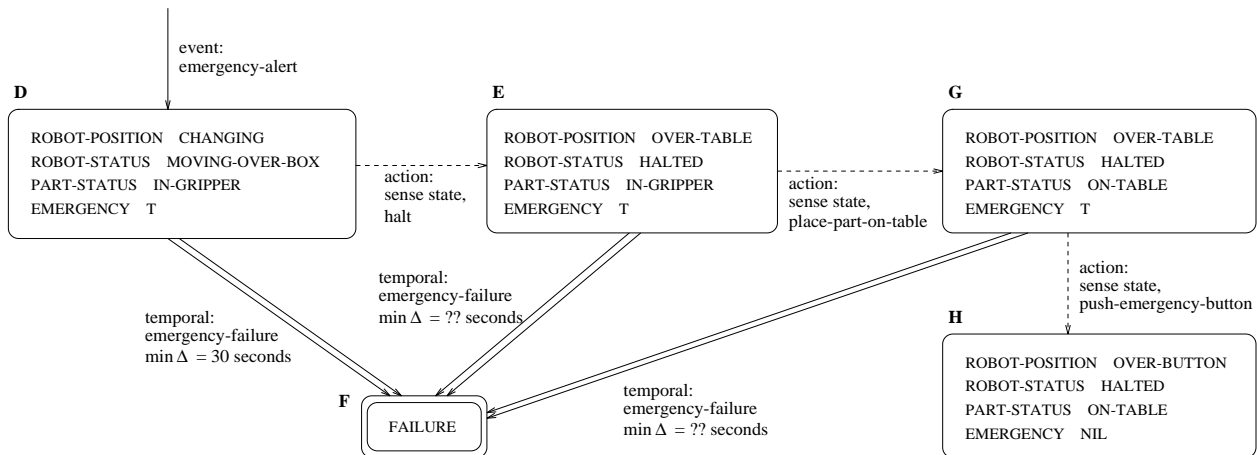 event:
emergency-alert
D
ROBOT-POSITION CHANGING
ROBOT-STATUS MOVING-OVER-BOX
PART-STATUS IN-GRIPPER
EMERGENCY T
action:
sense state,
halt
E
ROBOT-POSITION OVER-TABLE
ROBOT-STATUS HALTED
PART-STATUS IN-GRIPPER
EMERGENCY T
action:
sense state,
place-part-on-table
G
ROBOT-POSITION OVER-TABLE
ROBOT-STATUS HALTED
PART-STATUS ON-TABLE
EMERGENCY T
temporal:
emergency-failure
min Δ = 30 seconds
temporal:
emergency-failure
min Δ = ?? seconds
action:
sense state,
push-emergency-button
F
FAILURE
temporal:
emergency-failure
min Δ = ?? seconds
H
ROBOT-POSITION OVER-BUTTON
ROBOT-STATUS HALTED
PART-STATUS ON-TABLE
EMERGENCY NIL